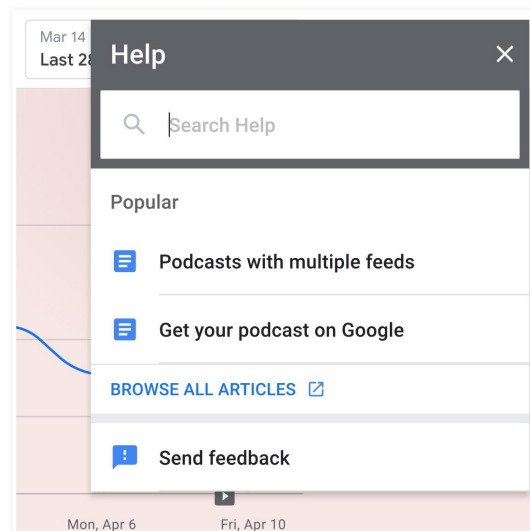 Mar 14
Last 28
Help
Search Help
Popular
Podcasts with multiple feeds
Get your podcast on Google
BROWSE ALL ARTICLES
Send feedback
Mon, Apr 6
Fri, Apr 10